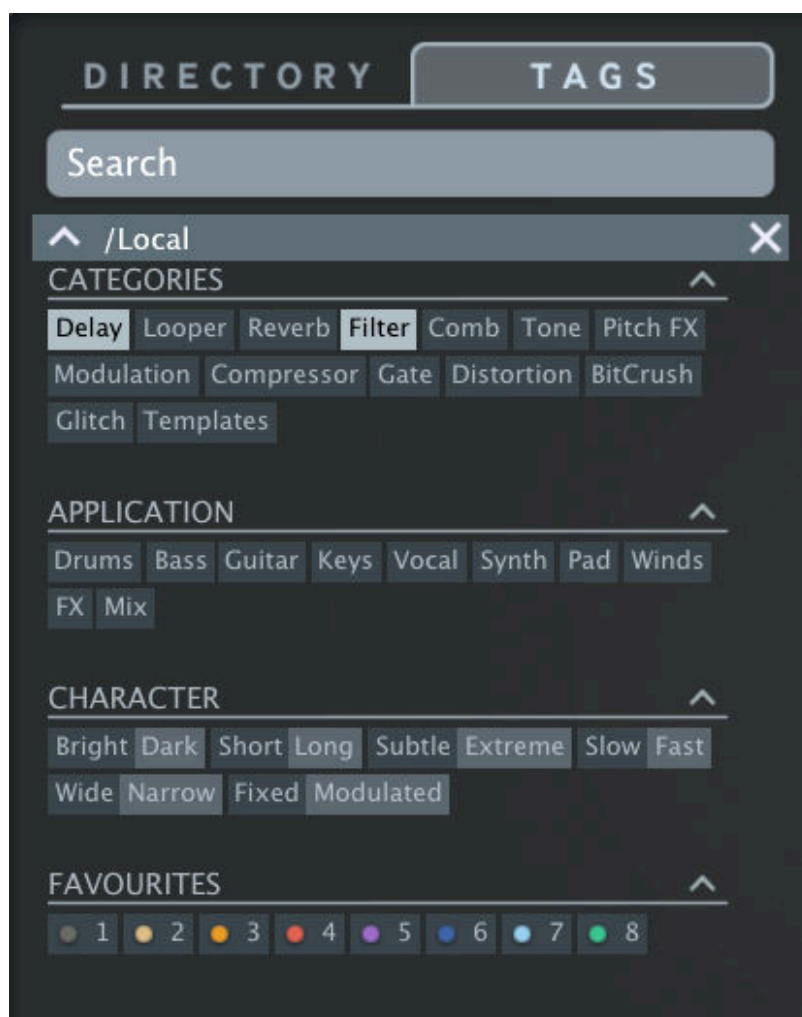 DIRECTORY TAGS
Search
/Local
CATEGORIES
Delay Looper Reverb Filter Comb Tone Pitch FX
Modulation Compressor Gate Distortion BitCrush
Glitch Templates
APPLICATION
Drums Bass Guitar Keys Vocal Synth Pad Winds
FX Mix
CHARACTER
Bright Dark Short Long Subtle Extreme Slow Fast
Wide Narrow Fixed Modulated
FAVOURITES
1 2 3 4 5 6 7 8